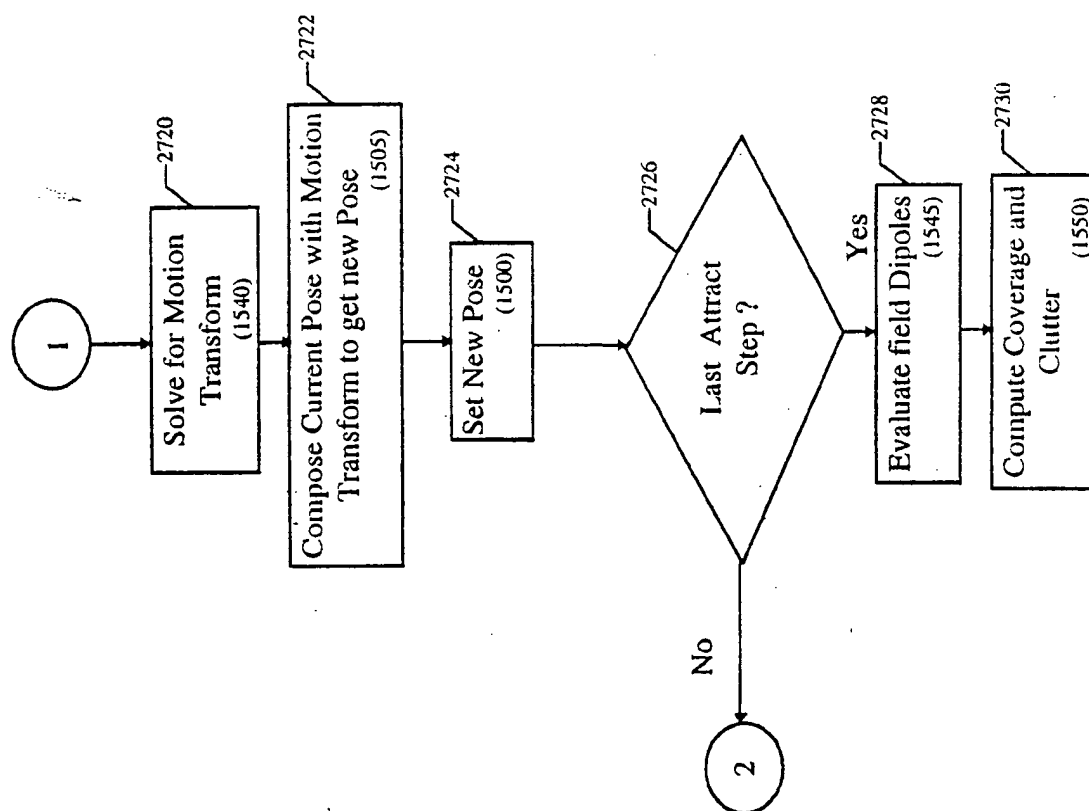 1
2720
Solve for Motion
Transform
(1540)
2722
Compose Current Pose with Motion
Transform to get new Pose
(1505)
2724
Set New Pose
(1500)
2726
Last Attract
Step ?
No
2
Yes
2728
Evaluate field Dipoles
(1545)
2730
Compute Coverage and
Clutter
(1550)